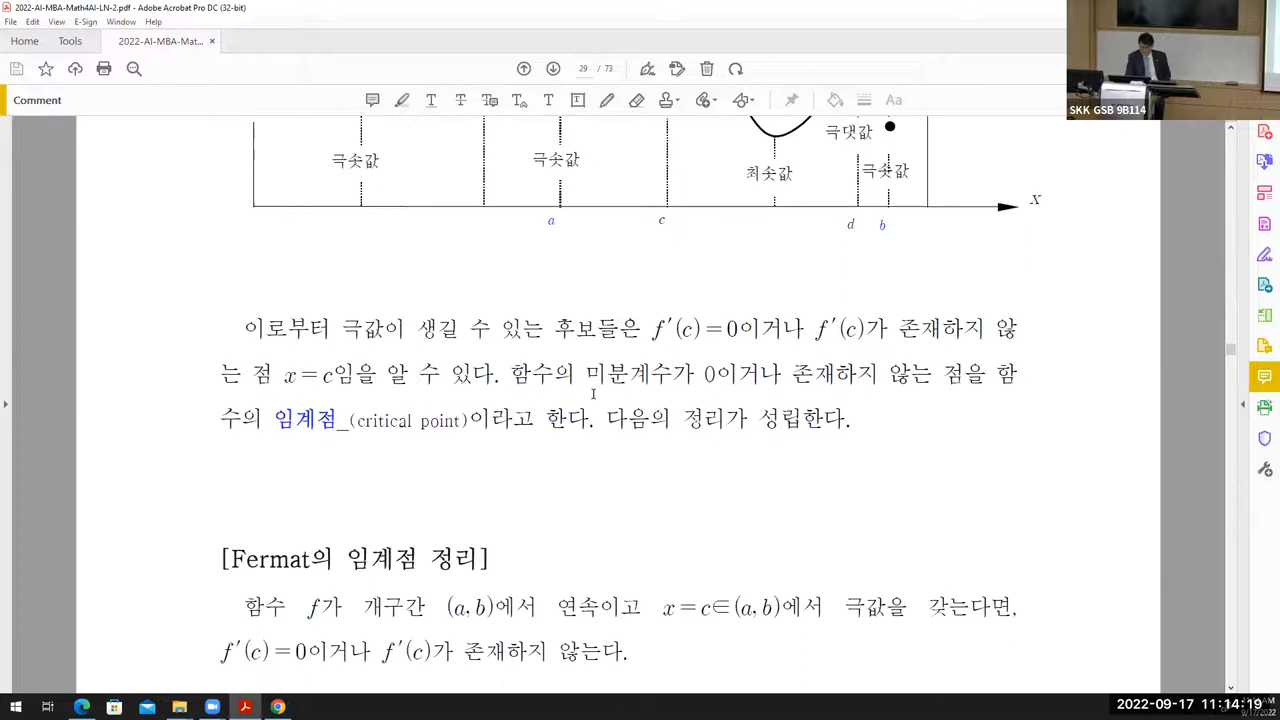 2022-AI-MBA-Math4AI-LN-2.pdf - Adobe Acrobat Pro DC (32-bit)
File Edit View E-Sign Window Help
Home Tools 2022-AI-MBA-Mat... ×
29 / 73
Comment
SKK GSB 9B114
극댓값
극솟값 극솟값 최솟값 극솟값
X
a c d b
이로부터 극값이 생길 수 있는 후보들은 f′(c)=0이거나 f′(c)가 존재하지 않
는 점 x=c임을 알 수 있다. 함수의 미분계수가 0이거나 존재하지 않는 점을 함
수의 임계점_(critical point)이라고 한다. 다음의 정리가 성립한다.
[Fermat의 임계점 정리]
함수 f가 개구간 (a, b)에서 연속이고 x=c∈(a, b)에서 극값을 갖는다면,
f′(c)=0이거나 f′(c)가 존재하지 않는다.
2022-09-17 11:14:19